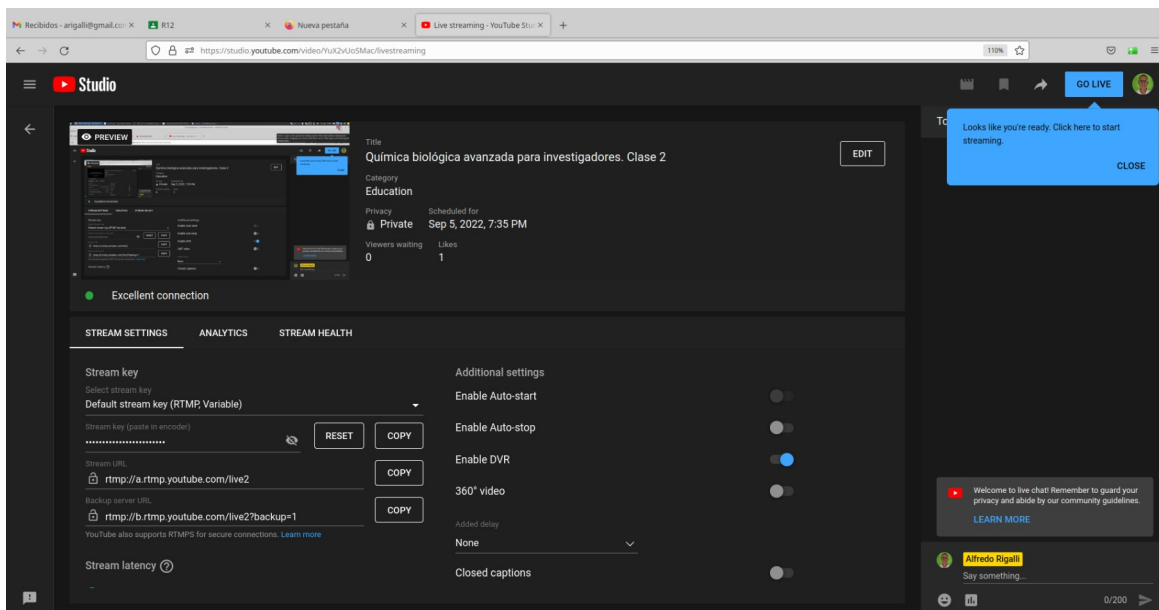 Recibidos - arigalli@gmail.con
R12
Nueva pestaña
Live streaming - YouTube Stu
https://studio.youtube.com/video/YuX2vUoSMac/livestreaming
110%
Studio
GO LIVE
PREVIEW
Title
Química biológica avanzada para investigadores. Clase 2
EDIT
Category
Education
Privacy
Scheduled for
Private
Sep 5, 2022, 7:35 PM
Viewers waiting
Likes
0
1
Excellent connection
To
Looks like you're ready. Click here to start
streaming.
CLOSE
STREAM SETTINGS
ANALYTICS
STREAM HEALTH
Stream key
Select stream key
Default stream key (RTMP, Variable)
Stream key (paste in encoder)
RESET
COPY
Stream URL
rtmp://a.rtmp.youtube.com/live2
COPY
Backup server URL
rtmp://b.rtmp.youtube.com/live2?backup=1
COPY
YouTube also supports RTMPS for secure connections. Learn more
Stream latency
Additional settings
Enable Auto-start
Enable Auto-stop
Enable DVR
360° video
Added delay
None
Closed captions
Welcome to live chat! Remember to guard your
privacy and abide by our community guidelines.
LEARN MORE
Alfredo Rigalli
Say something...
0/200